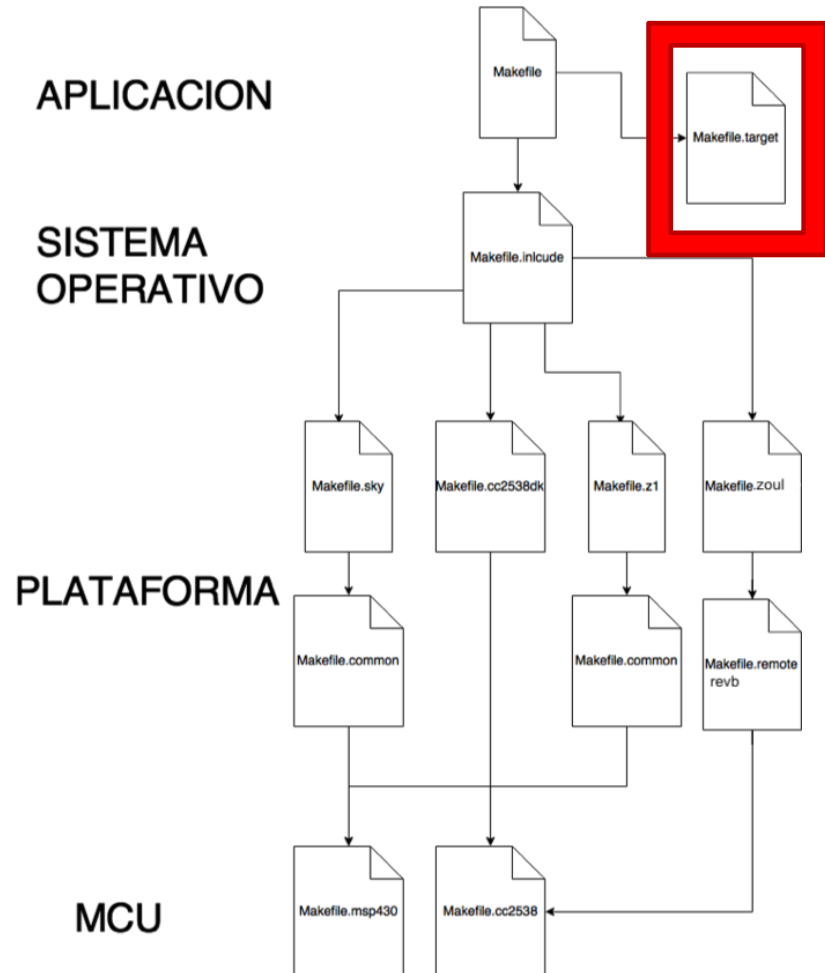 APLICACION
Makefile
Makefile.target
SISTEMA
OPERATIVO
Makefile.inlcude
Makefile.sky
Makefile.cc2538dk
Makefile.z1
Makefile.zoul
PLATAFORMA
Makefile.common
Makefile.common
Makefile.remote
revb
MCU
Makefile.msp430
Makefile.cc2538